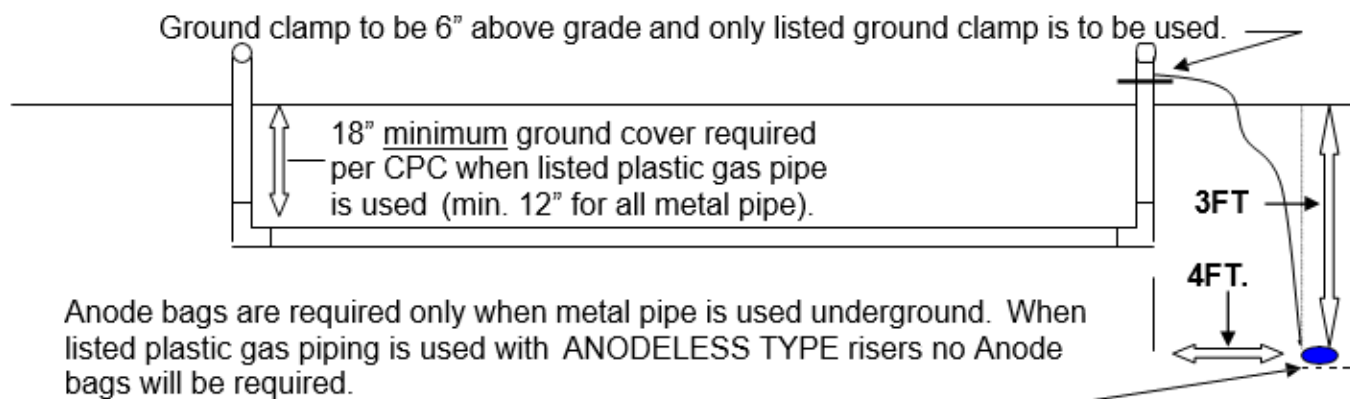 Ground clamp to be 6” above grade and only listed ground clamp is to be used.
18” minimum ground cover required
per CPC when listed plastic gas pipe
is used (min. 12” for all metal pipe).
3FT
4FT.
Anode bags are required only when metal pipe is used underground. When
listed plastic gas piping is used with ANODELESS TYPE risers no Anode
bags will be required.